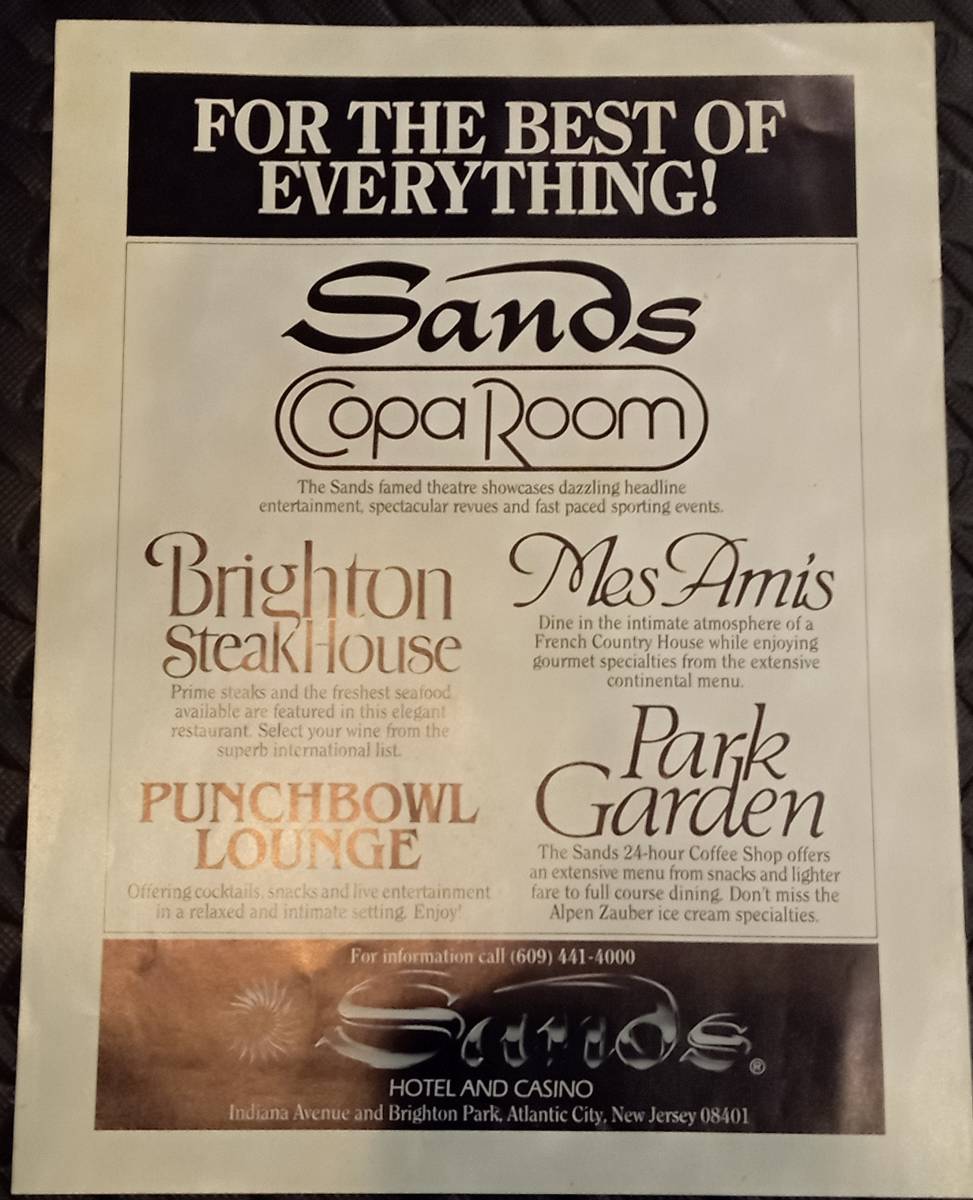 FOR THE BEST OF
EVERYTHING!
Sands
Copa Room
The Sands famed theatre showcases dazzling headline
entertainment, spectacular revues and fast paced sporting events.
Brighton
SteakHouse
Prime steaks and the freshest seafood
available are featured in this elegant
restaurant. Select your wine from the
superb international list.
PUNCHBOWL
LOUNGE
Offering cocktails, snacks and live entertainment
in a relaxed and intimate setting. Enjoy!
Mes Amis
Dine in the intimate atmosphere of a
French Country House while enjoying
gourmet specialties from the extensive
continental menu.
Park
Garden
The Sands 24-hour Coffee Shop offers
an extensive menu from snacks and lighter
fare to full course dining. Don't miss the
Alpen Zauber ice cream specialties.
For information call (609) 441-4000
Sands®
HOTEL AND CASINO
Indiana Avenue and Brighton Park, Atlantic City, New Jersey 08401